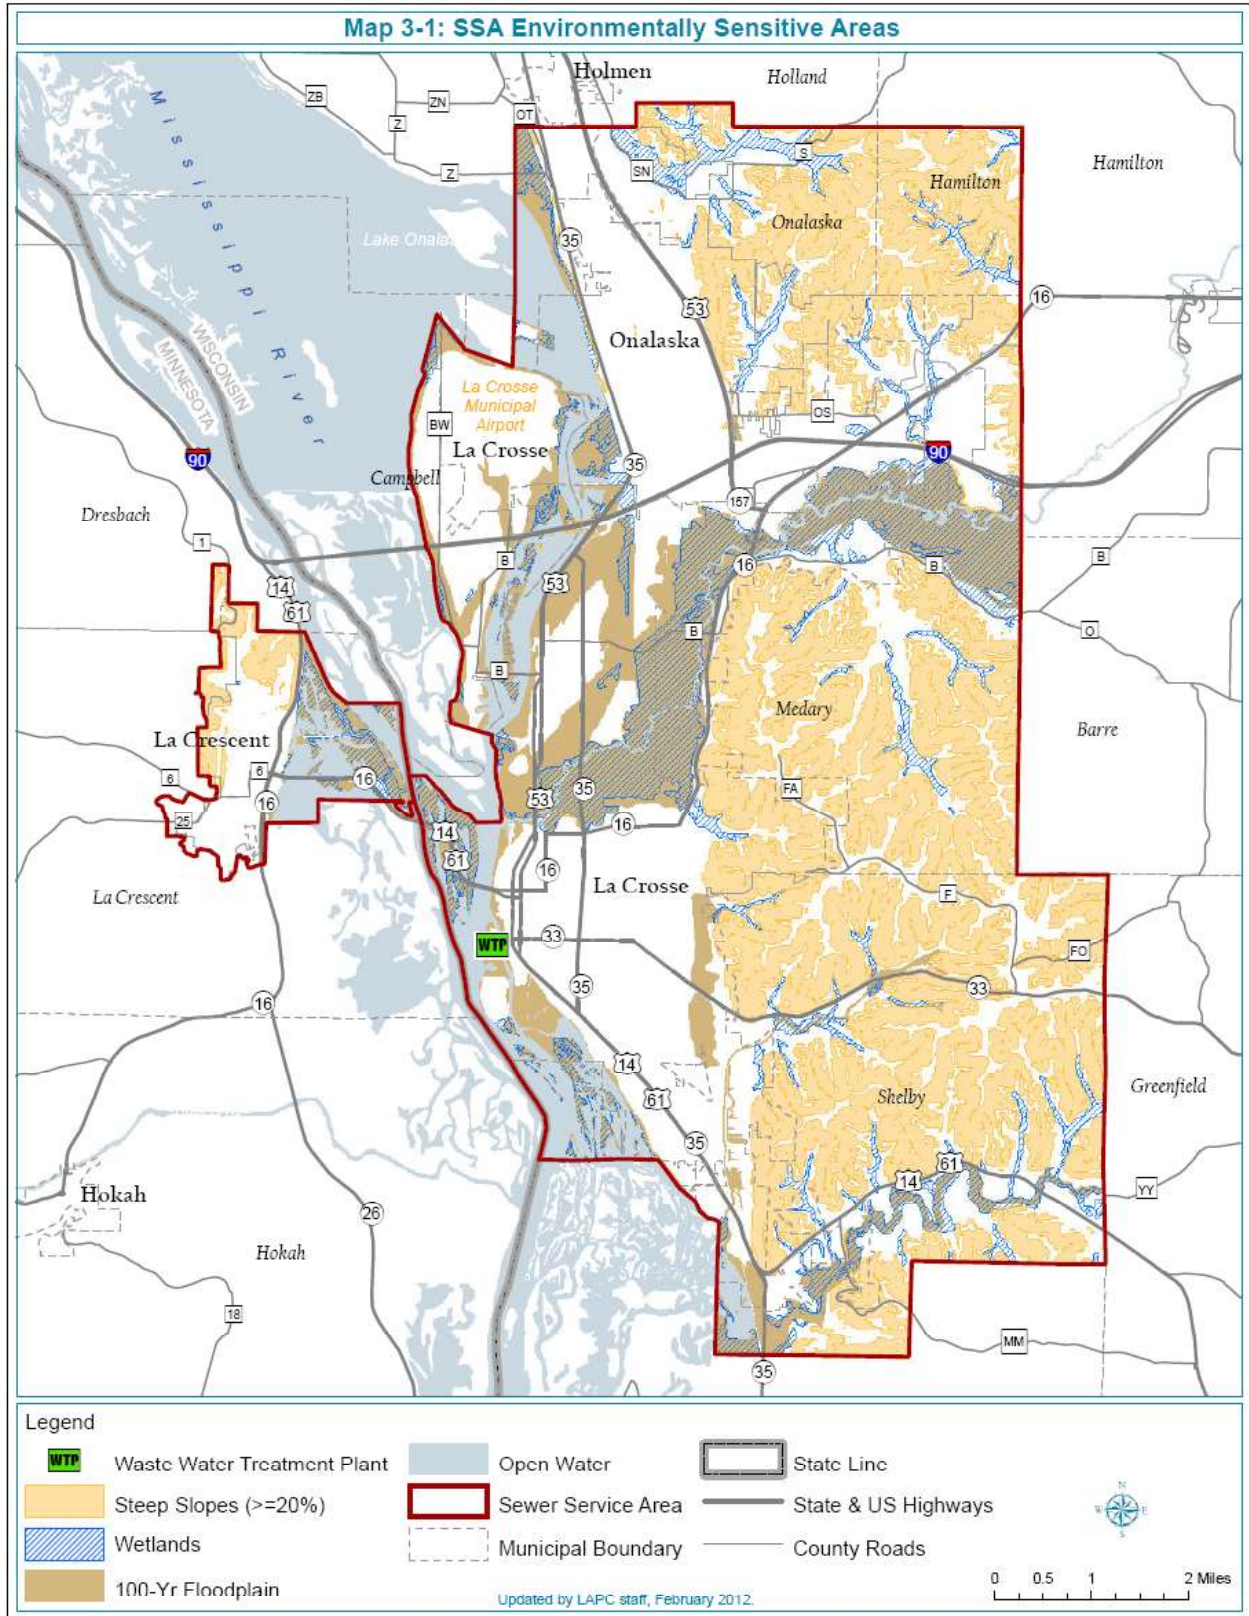 Map 3-1: SSA Environmentally Sensitive Areas
Holmen
Holland
ZB
ZN
OT
Z
Z
S
SN
Hamilton
Hamilton
Onalaska
Mississippi River
Lake Onalas
35
53
16
WISCONSIN
MINNESOTA
Onalaska
La Crosse
Municipal
Airport
BW
OS
La Crosse
90
90
35
Campbell
157
Dresbach
1
B
53
16
B
B
14
61
B
O
B
Medary
Barre
La Crescent
6
6
16
16
53
35
FA
25
14
16
61
16
La Crosse
La Crescent
F
WTP
33
FO
35
33
16
14
61
Greenfield
Shelby
35
61
14
YY
Hokah
26
Hokah
18
MM
35
Legend
WTP
Waste Water Treatment Plant
Open Water
State Line
Steep Slopes (>=20%)
Sewer Service Area
State & US Highways
Wetlands
Municipal Boundary
County Roads
100-Yr Floodplain
N
W
E
S
0 0.5 1 2 Miles
Updated by LAPC staff, February 2012.